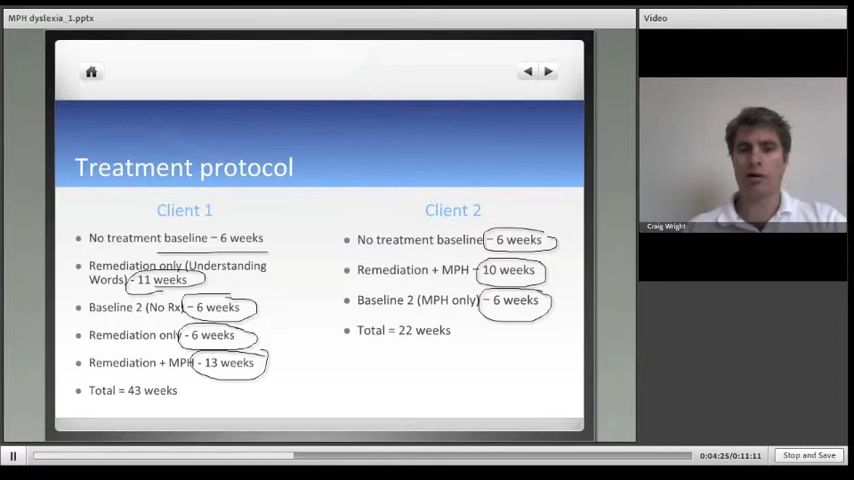 MPH dyslexia_1.pptx
Video
Treatment protocol
Client 1
No treatment baseline – 6 weeks
Remediation only (Understanding
Words) - 11 weeks
Baseline 2 (No Rx) – 6 weeks
Remediation only - 6 weeks
Remediation + MPH - 13 weeks
Total = 43 weeks
Client 2
No treatment baseline – 6 weeks
Remediation + MPH – 10 weeks
Baseline 2 (MPH only) – 6 weeks
Total = 22 weeks
Craig Wright
0:04:25/0:11:11
Stop and Save